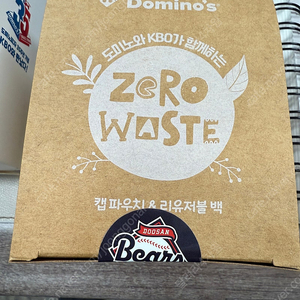 Domino's
도미노와 KBO가 함께하는
ZeRO
WASTE
캡 파우치 & 리유저블 백
DOOSAN
Bears